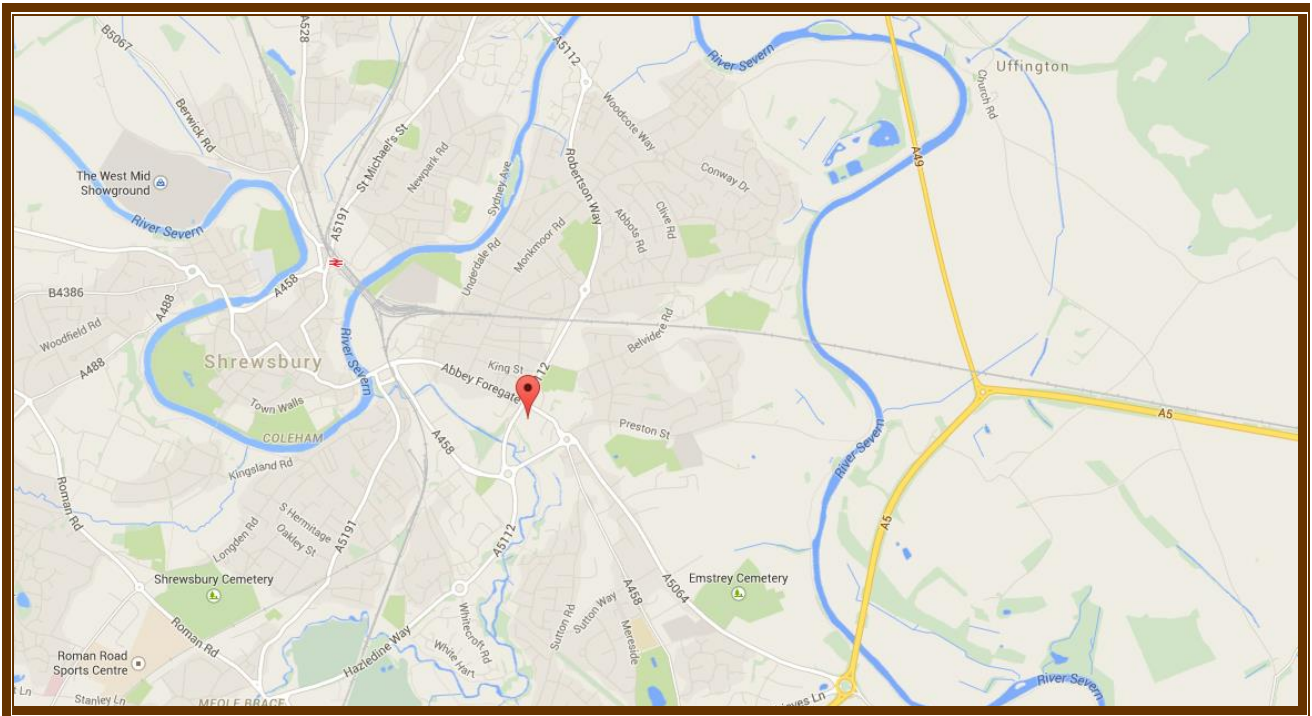 B5067
A528
A5112
River Severn
Uffington
Church Rd
Berwick Rd
St Michael's St
Newpark Rd
Woodcote Way
Conway Dr
A49
The West Mid
Showground
Sydney Ave
Robertson Way
River Severn
A5191
Abbots Rd
Clive Rd
Underdale Rd
Monkmoor Rd
B4386
A488
A458
Woodfield Rd
River Severn
Belvidere Rd
Shrewsbury
A488
King St
Abbey Foregate
5112
Town Walls
A5
COLEHAM
A458
Preston St
Kingsland Rd
River Severn
Roman Rd
S Hermitage
Oakley St
Longden Rd
A5191
A5112
A5
Shrewsbury Cemetery
Emstrey Cemetery
A458
A5064
Sutton Rd
Sutton Way
Mereside
Whitecroft Rd
White Hart
Roman Rd
Hazledine Way
Roman Road
Sports Centre
River Severn
t Ln
Stanley Ln
MEOLE BRACE
eves Ln